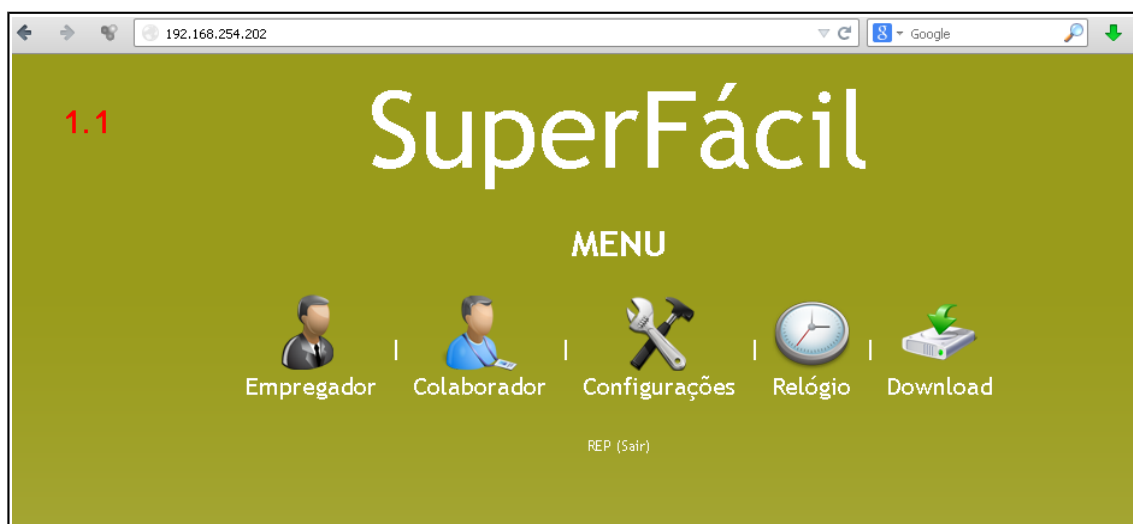 192.168.254.202
Google
1.1
SuperFácil
MENU
Empregador | Colaborador | Configurações | Relógio | Download
REP (Sair)